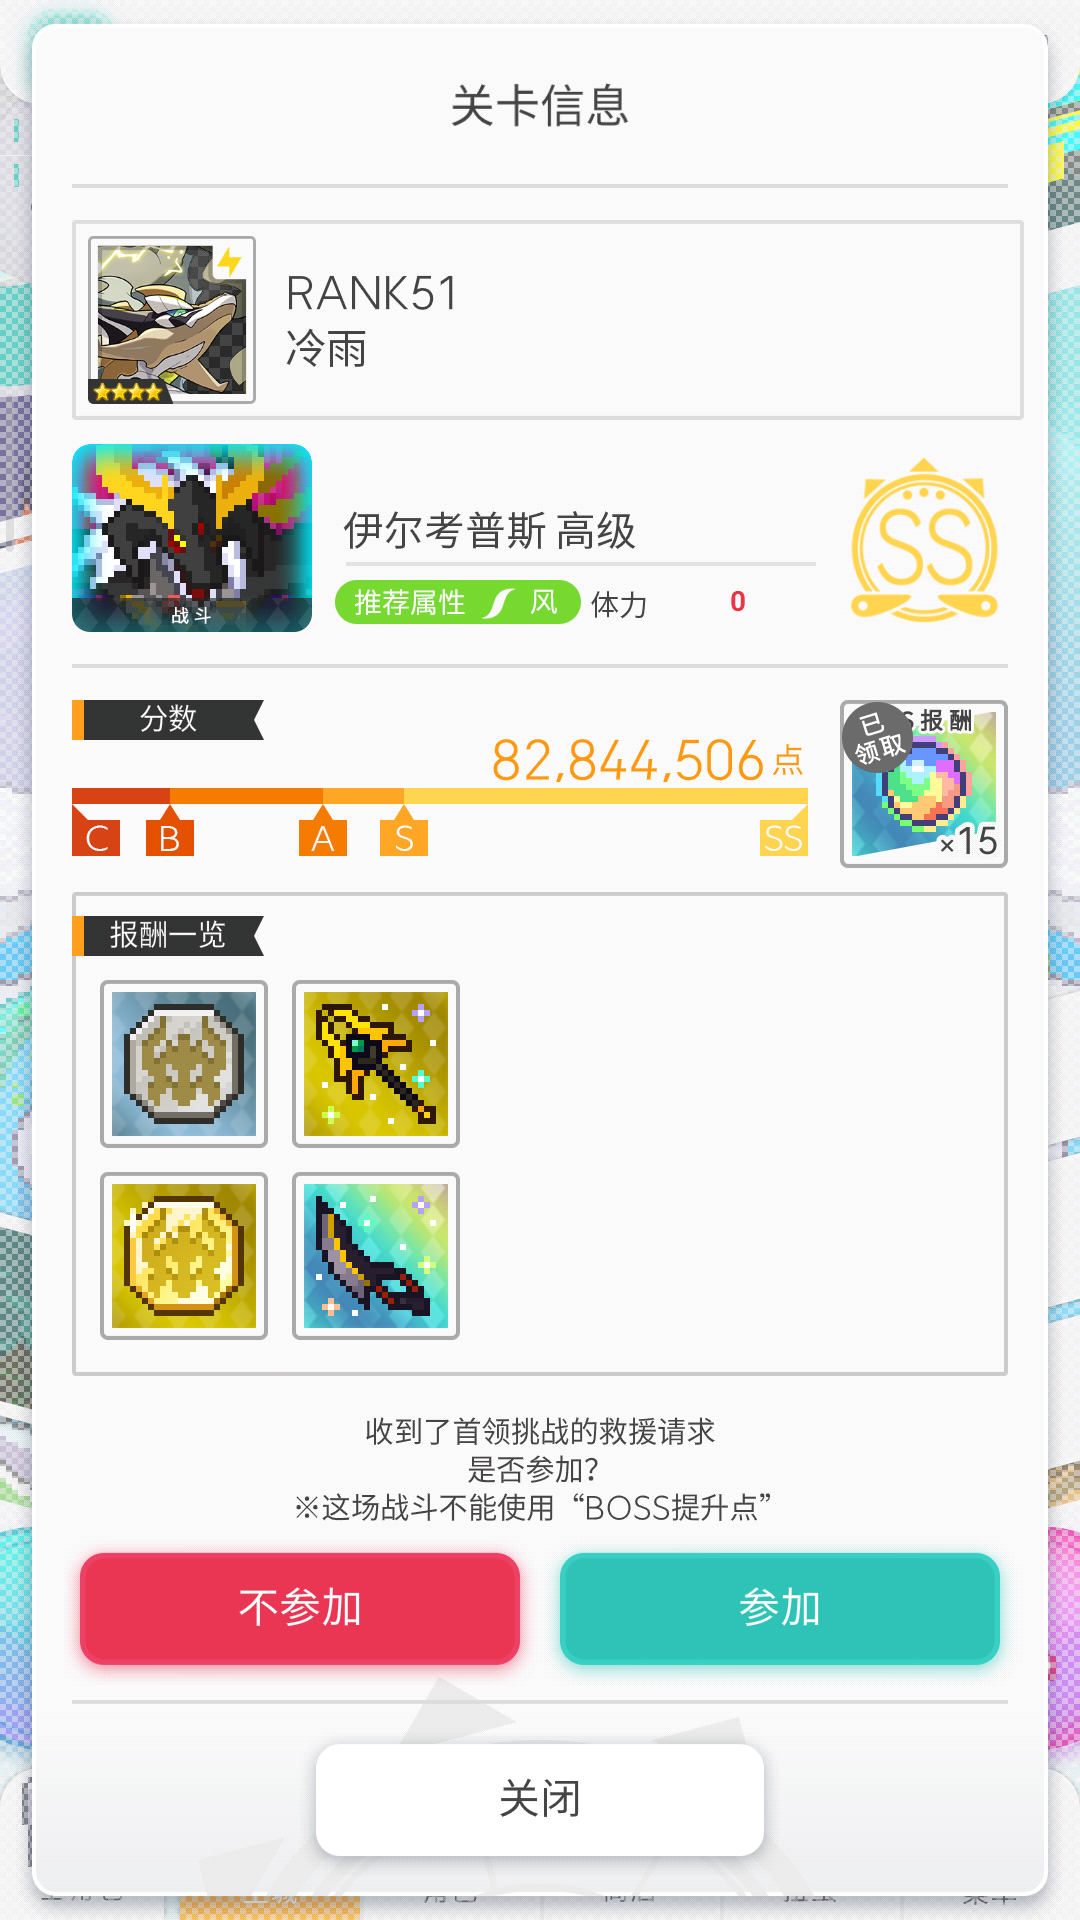 关卡信息
RANK51
冷雨
伊尔考普斯 高级
SS
战斗
推荐属性 风 体力 0
分数
82,844,506点
C B A S SS
S报酬
已
领取
×15
报酬一览
收到了首领挑战的救援请求
是否参加?
※这场战斗不能使用“BOSS提升点”
不参加
参加
关闭